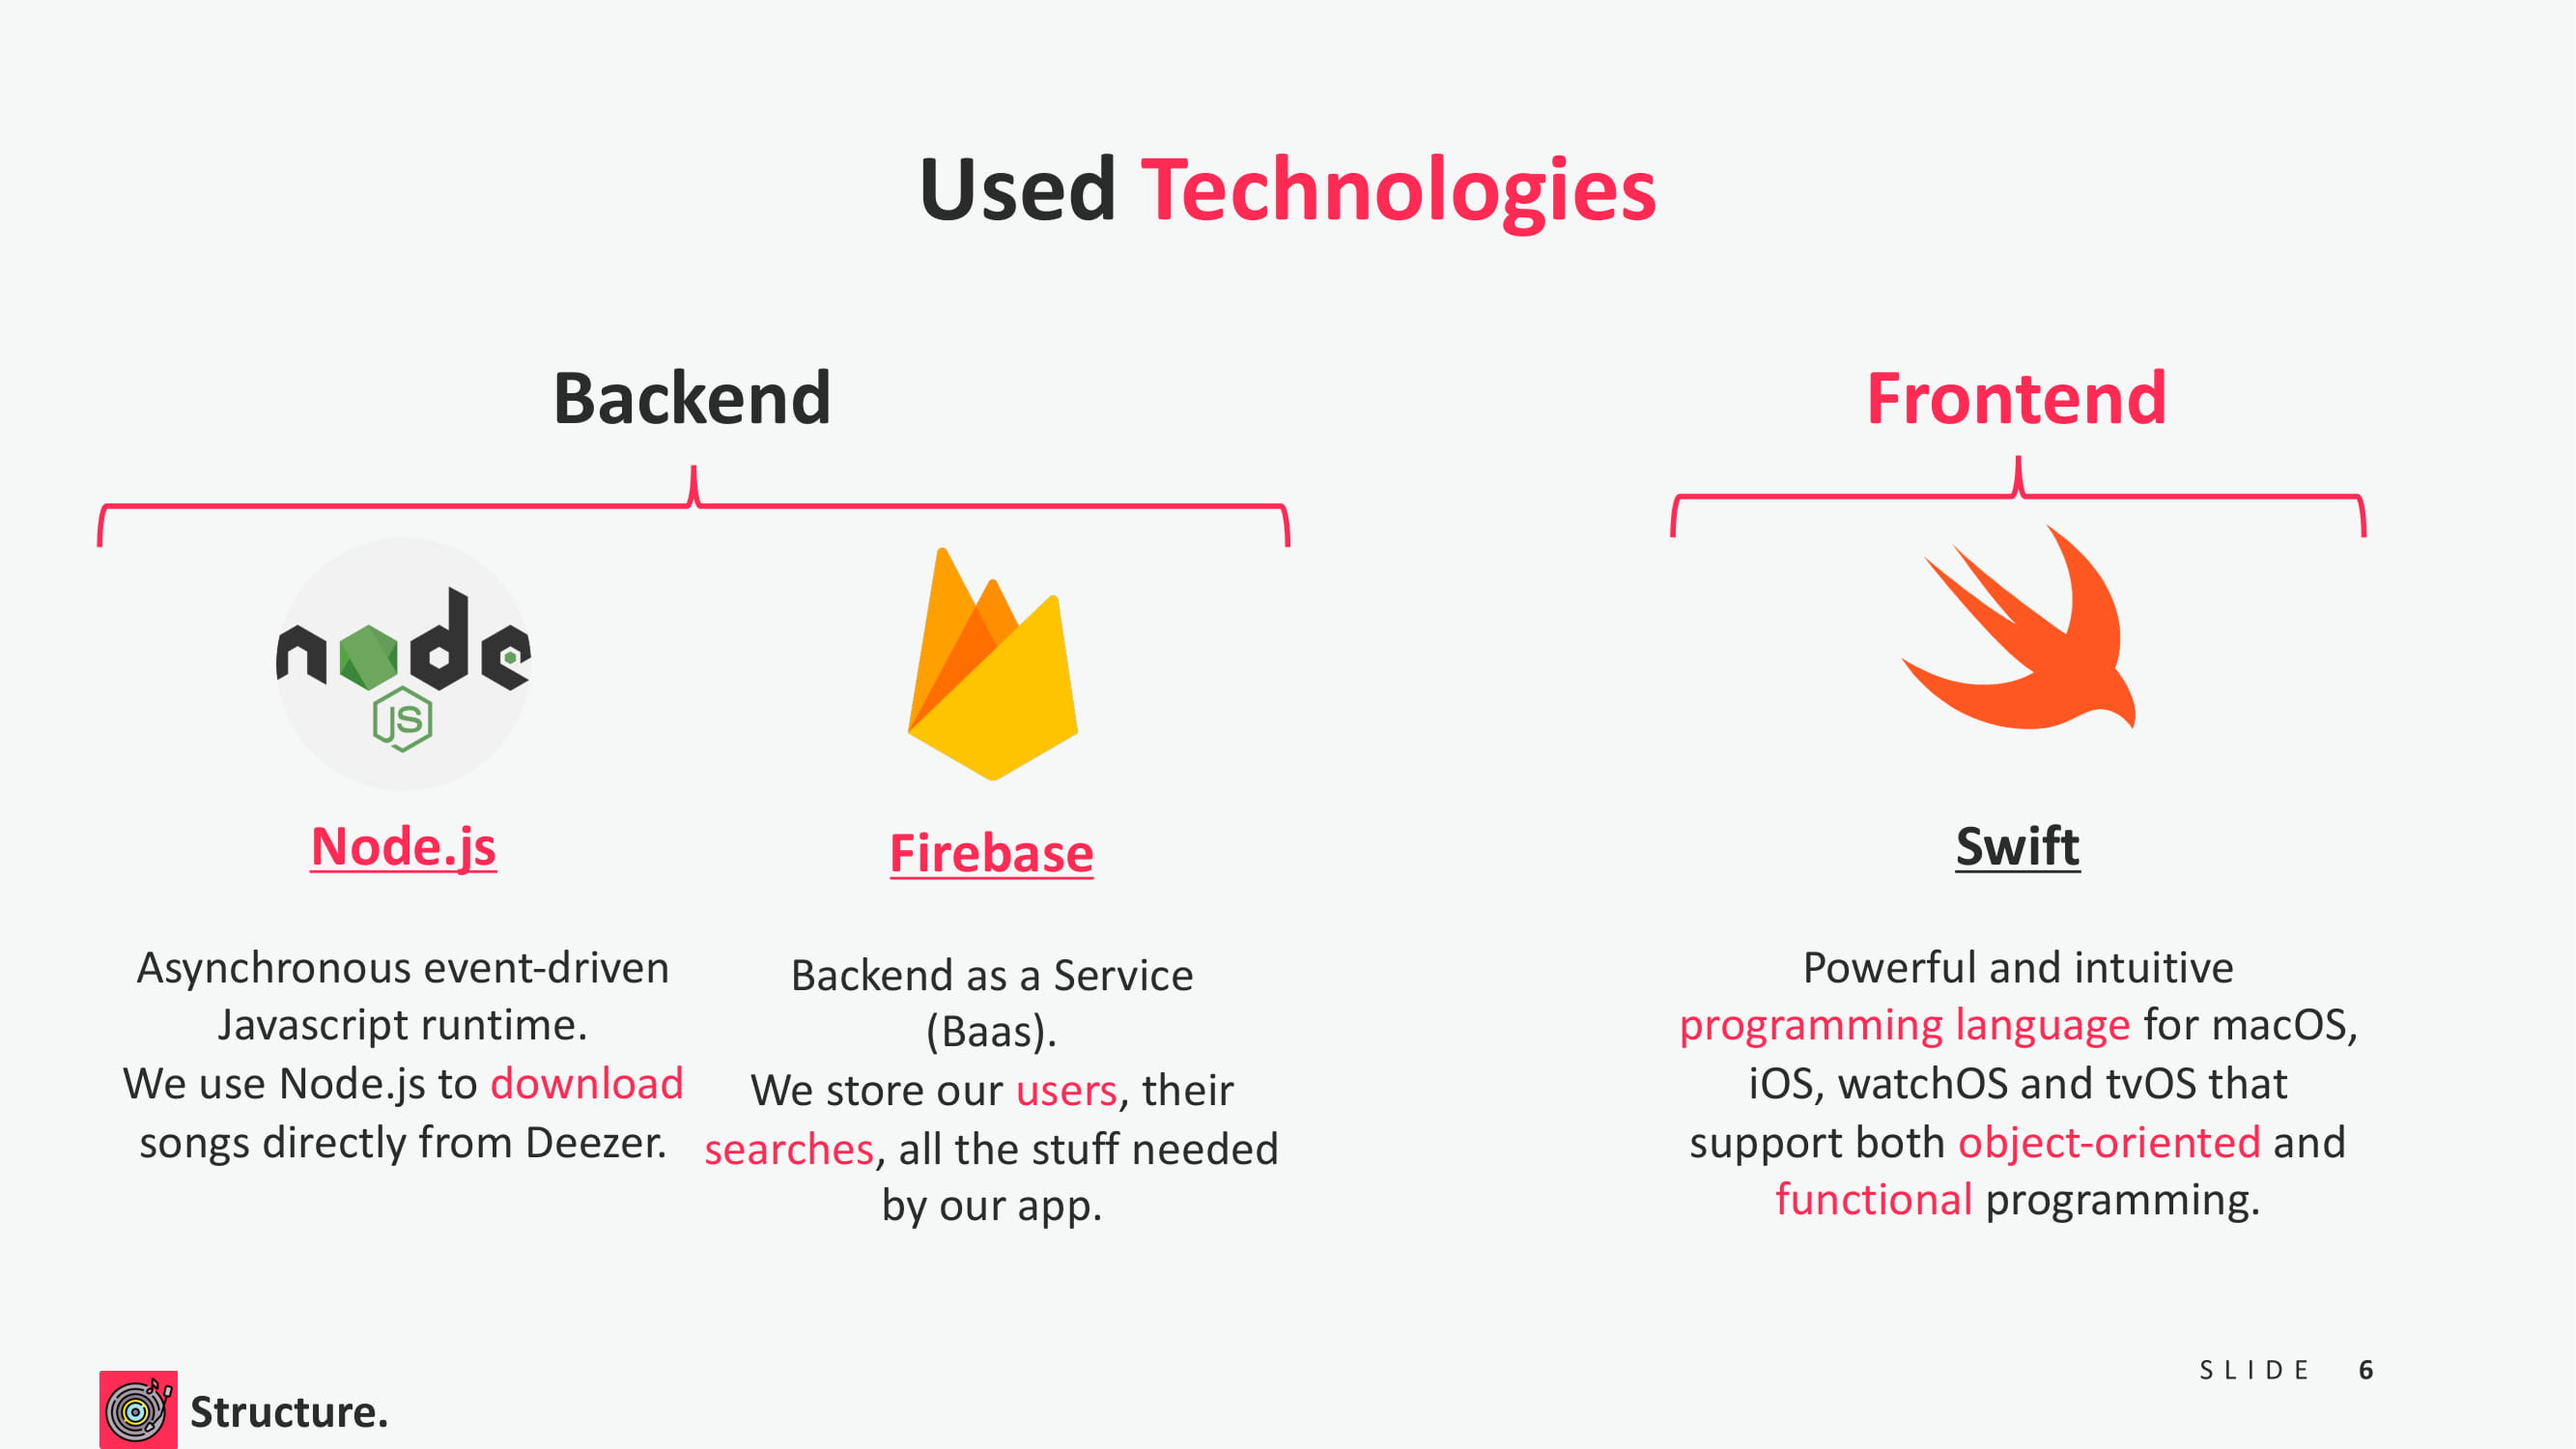 Used Technologies
Backend
node
JS
Node.js
Asynchronous event-driven
Javascript runtime.
We use Node.js to download
songs directly from Deezer.
Firebase
Backend as a Service
(Baas).
We store our users, their
searches, all the stuff needed
by our app.
Frontend
Swift
Powerful and intuitive
programming language for macOS,
iOS, watchOS and tvOS that
support both object-oriented and
functional programming.
Structure.
SLIDE 6